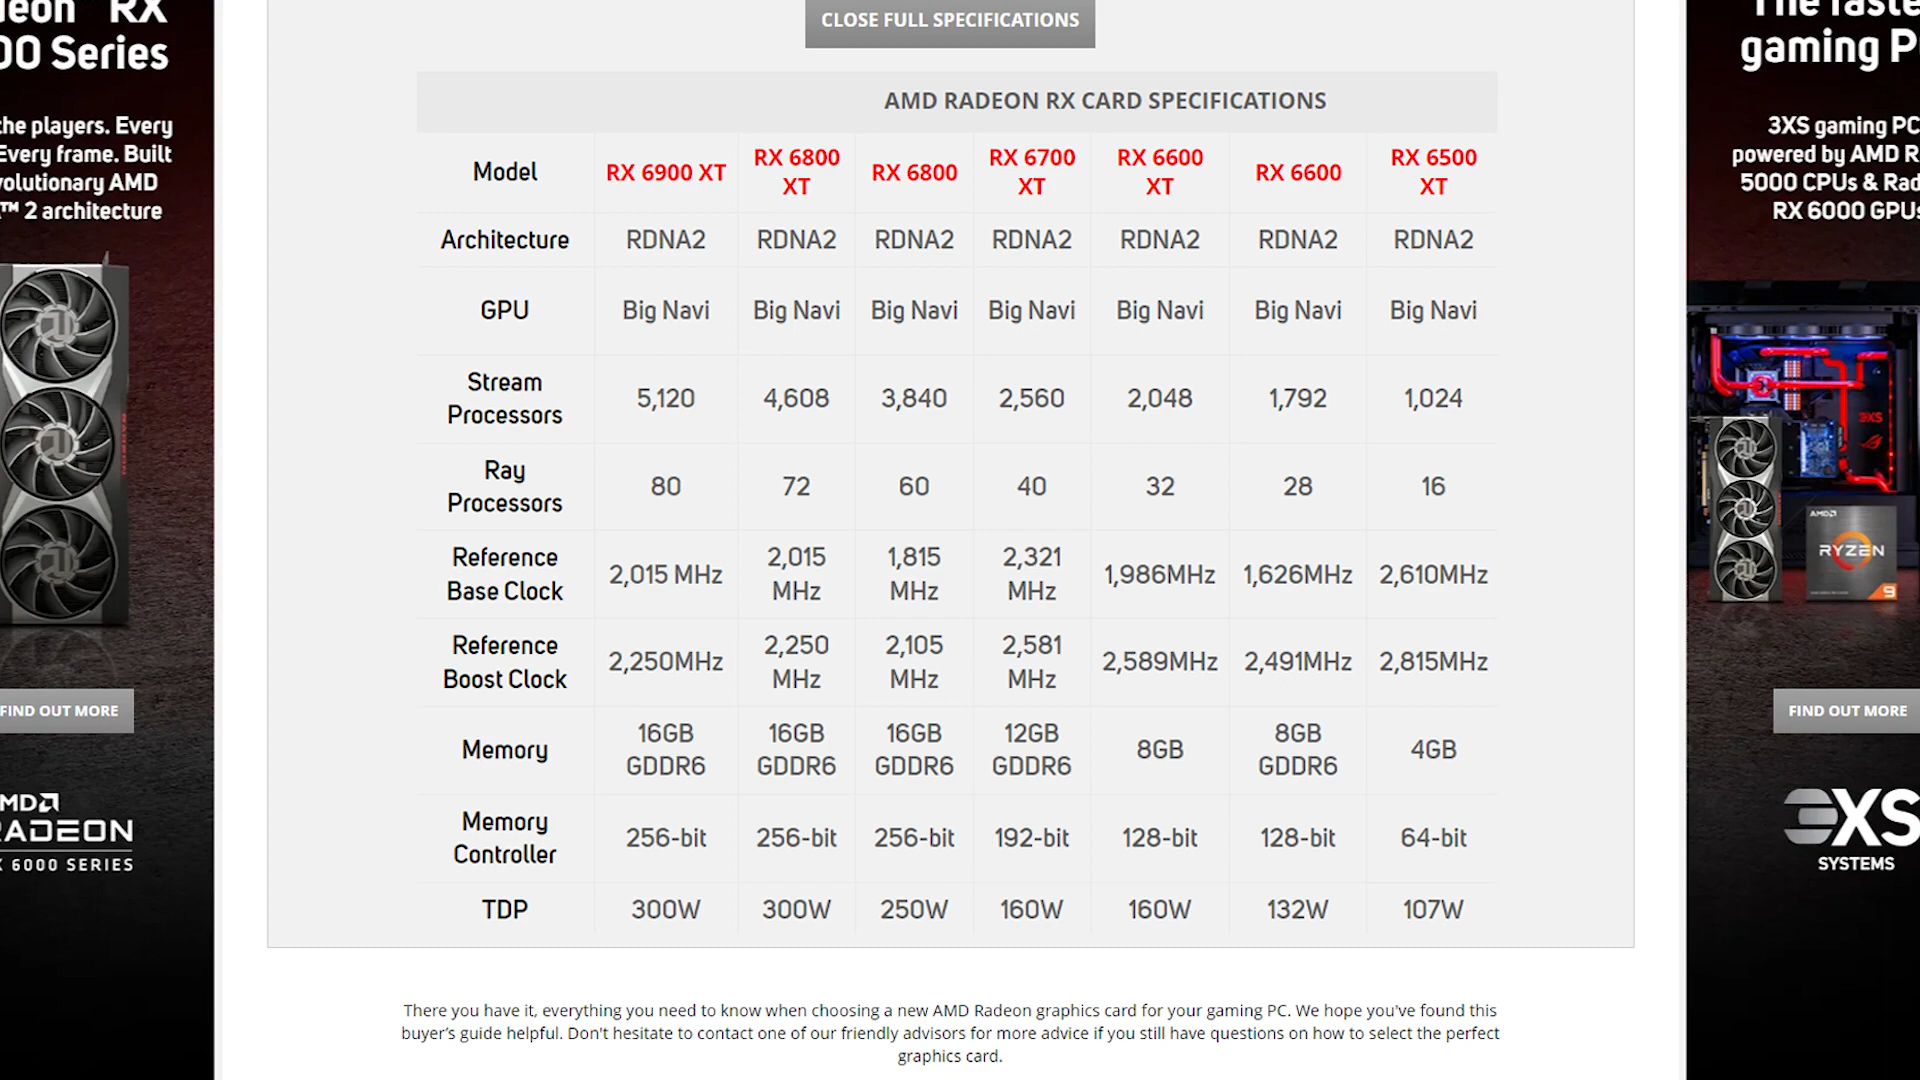 deon™ RX
00 Series
the players. Every
Every frame. Built
volutionary AMD
™ 2 architecture
FIND OUT MORE
AMD
RADEON
X 6000 SERIES
CLOSE FULL SPECIFICATIONS
AMD RADEON RX CARD SPECIFICATIONS
Model RX 6900 XT RX 6800 XT RX 6800 RX 6700 XT RX 6600 XT RX 6600 RX 6500 XT
Architecture RDNA2 RDNA2 RDNA2 RDNA2 RDNA2 RDNA2 RDNA2
GPU Big Navi Big Navi Big Navi Big Navi Big Navi Big Navi Big Navi
Stream Processors 5,120 4,608 3,840 2,560 2,048 1,792 1,024
Ray Processors 80 72 60 40 32 28 16
Reference Base Clock 2,015 MHz 2,015 MHz 1,815 MHz 2,321 MHz 1,986MHz 1,626MHz 2,610MHz
Reference Boost Clock 2,250MHz 2,250 MHz 2,105 MHz 2,581 MHz 2,589MHz 2,491MHz 2,815MHz
Memory 16GB GDDR6 16GB GDDR6 16GB GDDR6 12GB GDDR6 8GB 8GB GDDR6 4GB
Memory Controller 256-bit 256-bit 256-bit 192-bit 128-bit 128-bit 64-bit
TDP 300W 300W 250W 160W 160W 132W 107W
There you have it, everything you need to know when choosing a new AMD Radeon graphics card for your gaming PC. We hope you've found this
buyer's guide helpful. Don't hesitate to contact one of our friendly advisors for more advice if you still have questions on how to select the perfect
graphics card.
The faste
gaming P
3XS gaming PC
powered by AMD R
5000 CPUs & Rad
RX 6000 GPUs
3XS
AMD
RYZEN
9
FIND OUT MORE
3XS
SYSTEMS